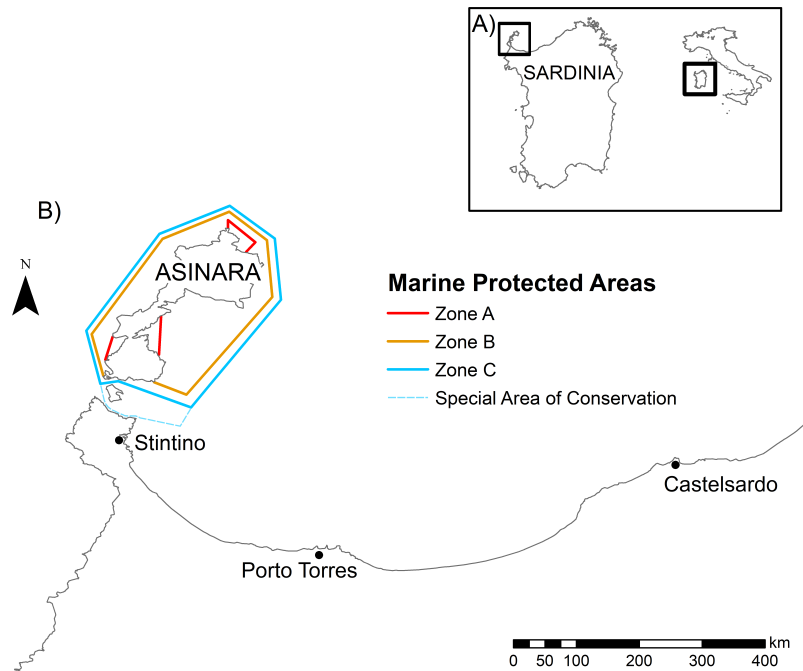 A)
SARDINIA
B)
N
ASINARA
Marine Protected Areas
Zone A
Zone B
Zone C
Special Area of Conservation
Stintino
Castelsardo
Porto Torres
km
0 50 100 200 300 400